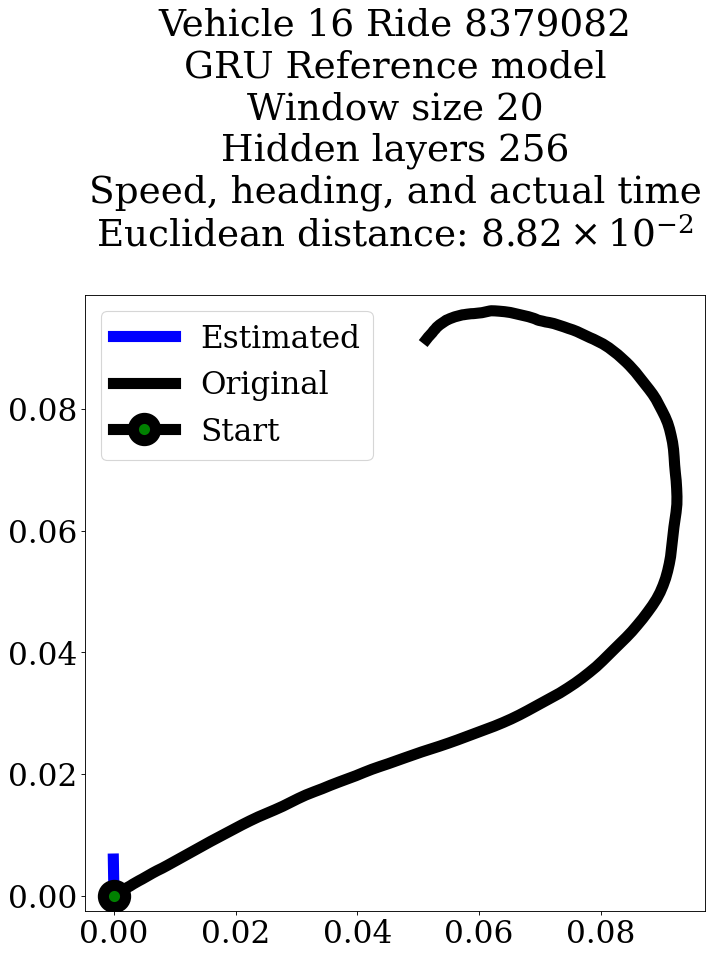 Vehicle 16 Ride 8379082
GRU Reference model
Window size 20
Hidden layers 256
Speed, heading, and actual time
Euclidean distance: 8.82 × 10⁻²
Estimated
Original
Start
0.08
0.06
0.04
0.02
0.00
0.00 0.02 0.04 0.06 0.08